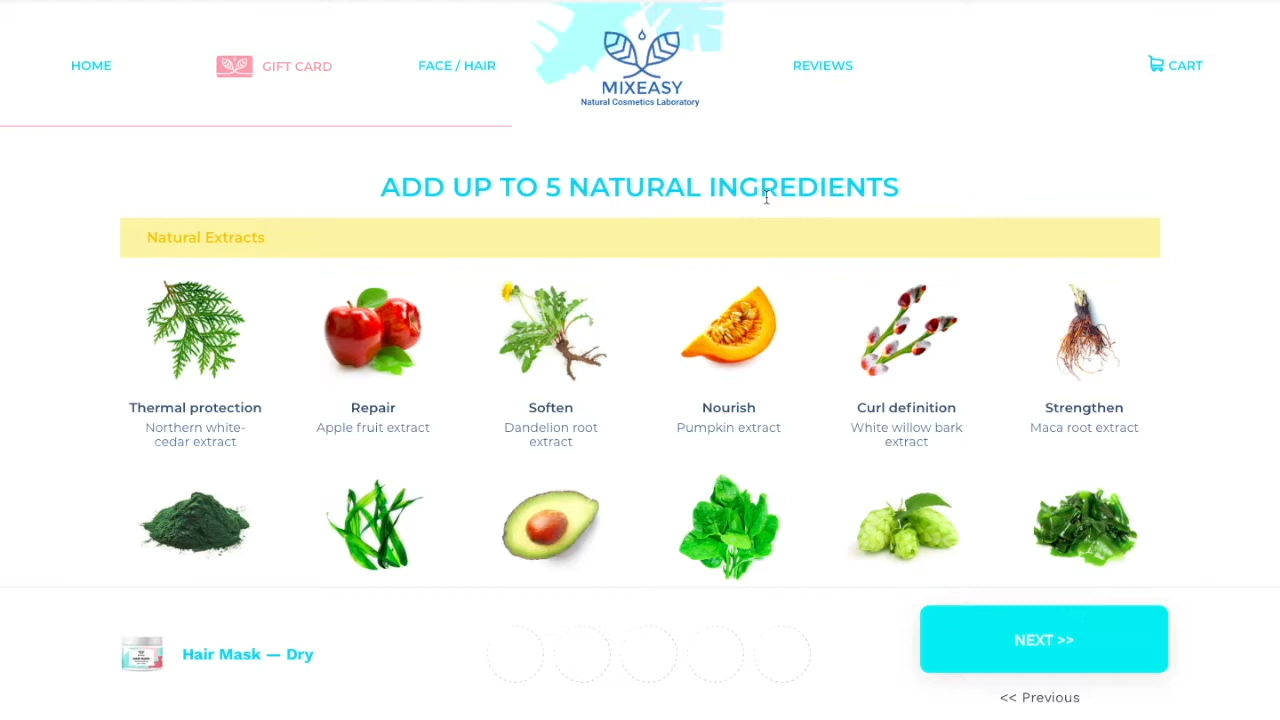 HOME
GIFT CARD
FACE / HAIR
MIXEASY
Natural Cosmetics Laboratory
REVIEWS
CART
ADD UP TO 5 NATURAL INGREDIENTS
Natural Extracts
Thermal protection
Northern white-
cedar extract
Repair
Apple fruit extract
Soften
Dandelion root
extract
Nourish
Pumpkin extract
Curl definition
White willow bark
extract
Strengthen
Maca root extract
HAIR MASK
Hair Mask — Dry
NEXT >>
<< Previous